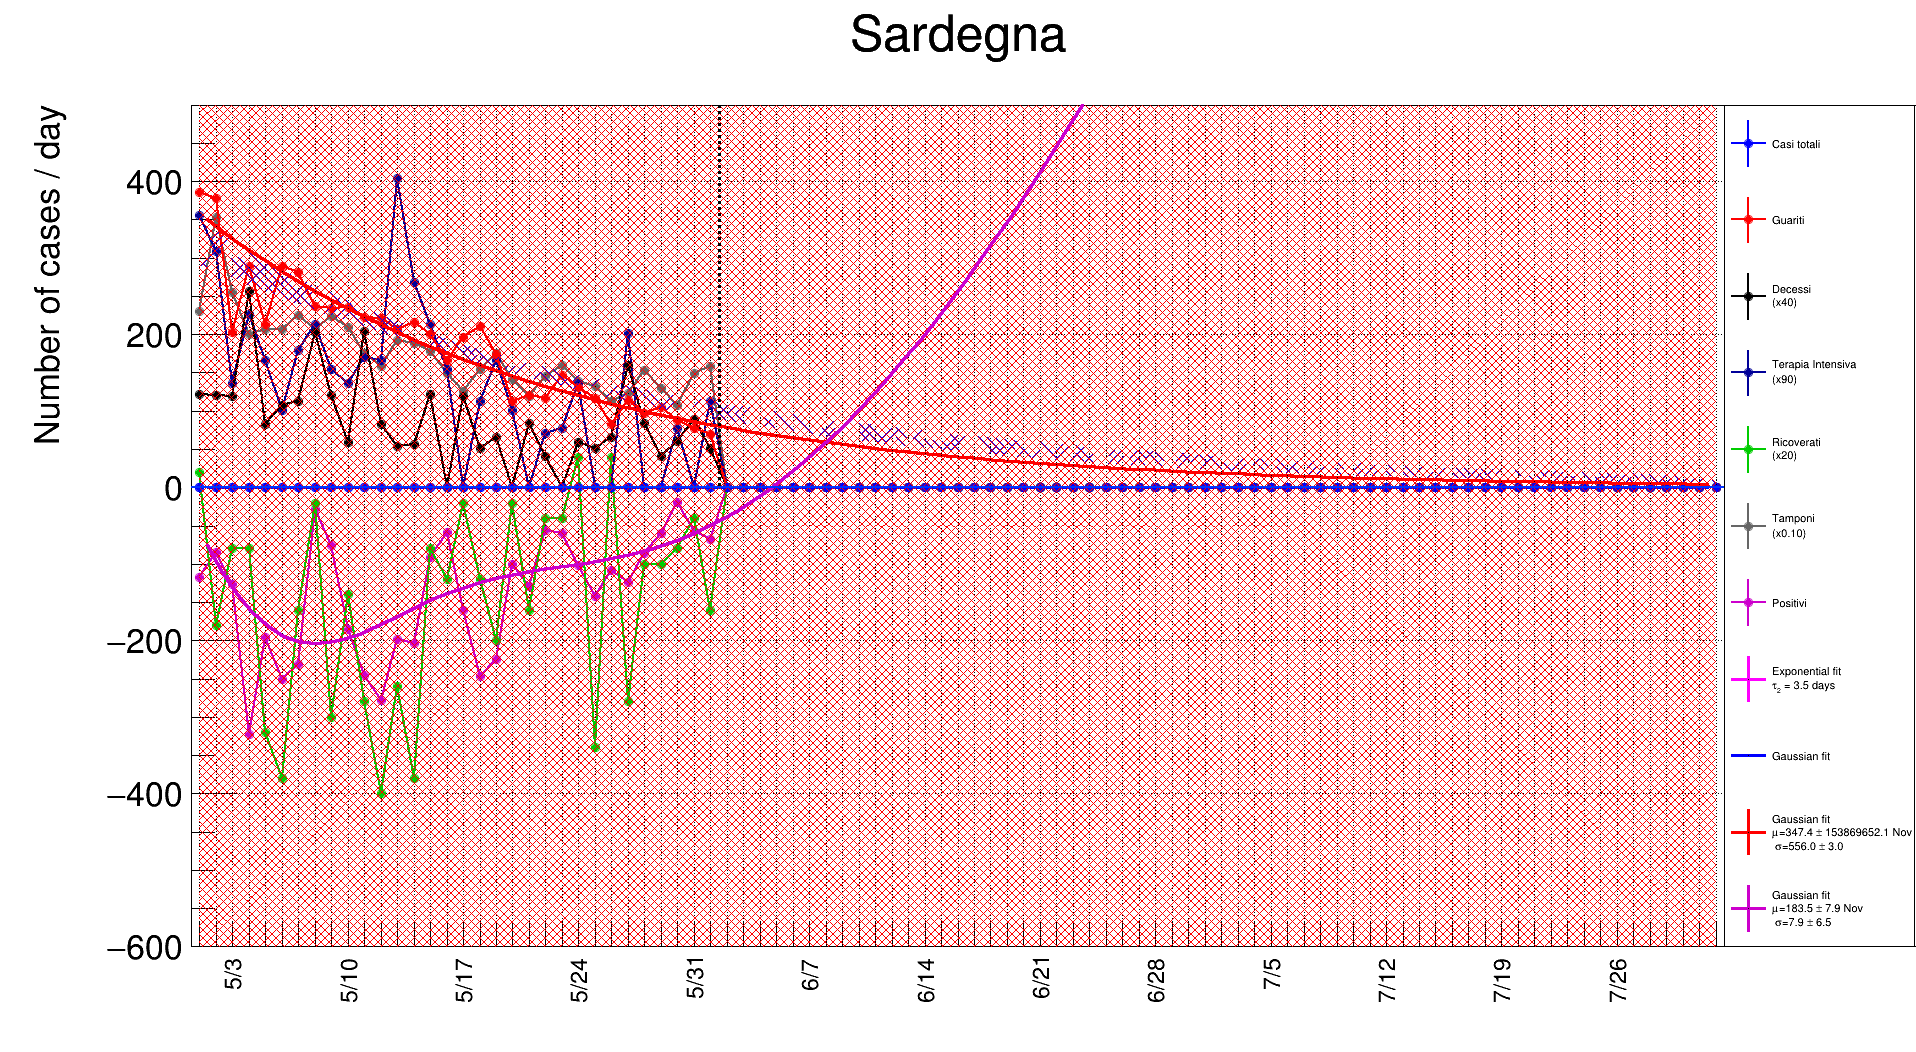 Sardegna
Number of cases / day
400
200
0
−200
−400
−600
5/3
5/10
5/17
5/24
5/31
6/7
6/14
6/21
6/28
7/5
7/12
7/19
7/26
Casi totali
Guariti
Decessi
(x40)
Terapia Intensiva
(x90)
Ricoverati
(x20)
Tamponi
(x0.10)
Positivi
Exponential fit
τ₂ = 3.5 days
Gaussian fit
Gaussian fit
μ=347.4 ± 153869652.1 Nov
σ=556.0 ± 3.0
Gaussian fit
μ=183.5 ± 7.9 Nov
σ=7.9 ± 6.5